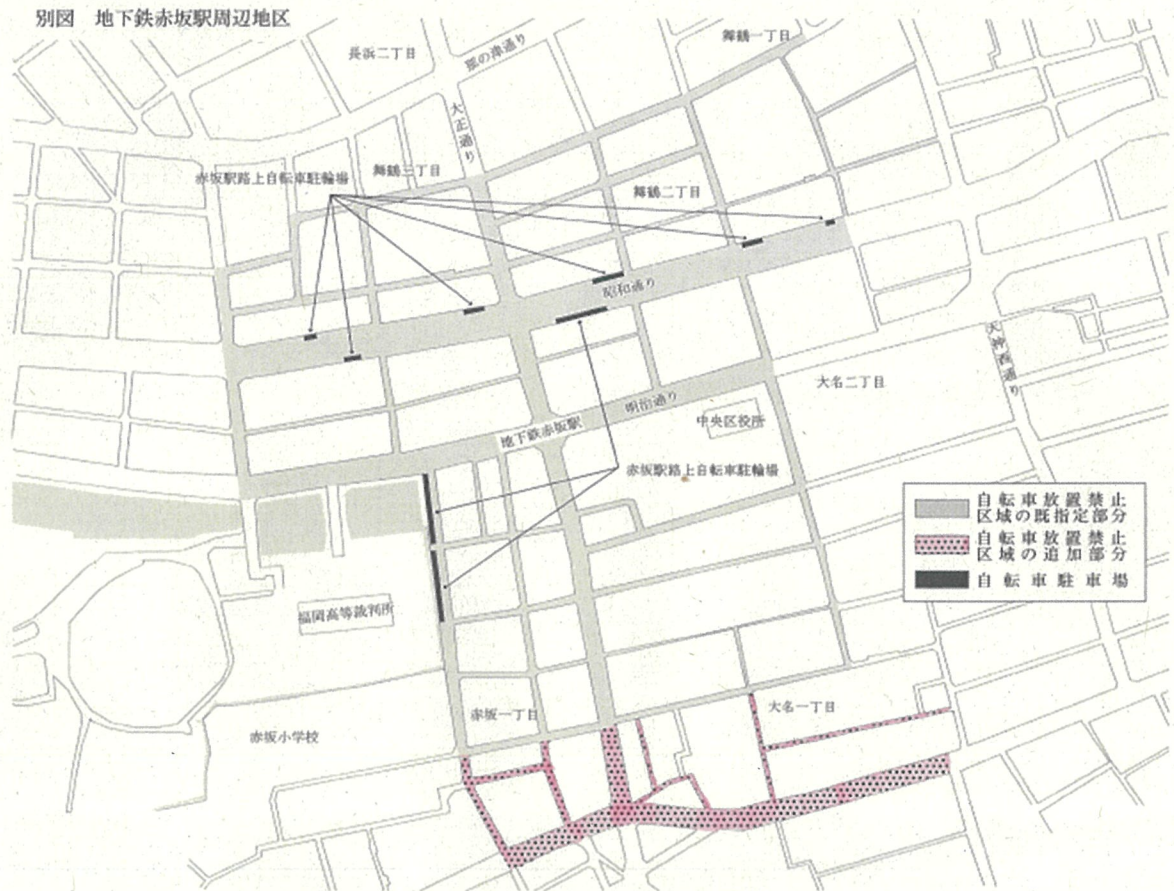 別図 地下鉄赤坂駅周辺地区
舞鶴一丁目
長浜二丁目
那の津通り
大正通り
舞鶴三丁目
赤坂駅路上自転車駐輪場
舞鶴二丁目
昭和通り
大名二丁目
明治通り
中央区役所
地下鉄赤坂駅
赤坂駅路上自転車駐輪場
自転車放置禁止
区域の既指定部分
自転車放置禁止
区域の追加部分
自転車駐車場
福岡高等裁判所
赤坂一丁目
大名一丁目
赤坂小学校